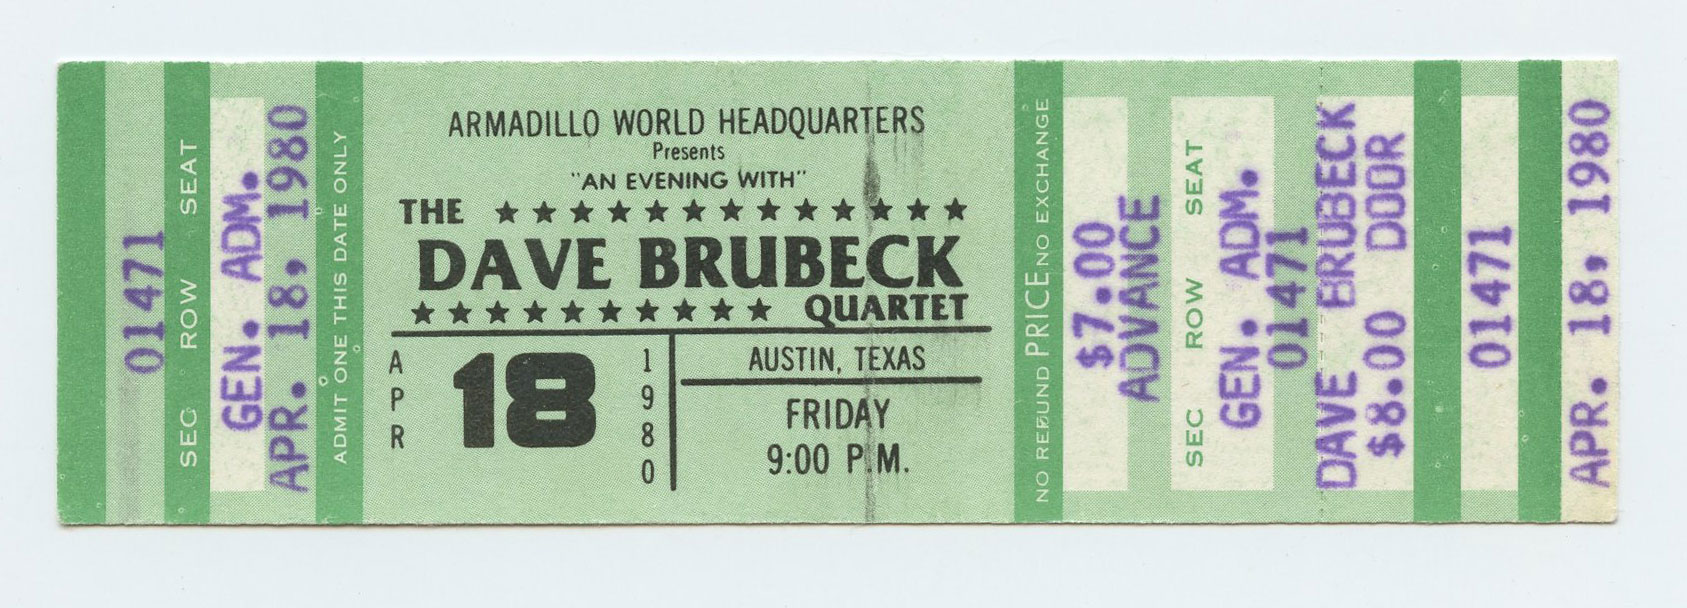 01471
SEC ROW SEAT
GEN. ADM.
APR. 18, 1980
ADMIT ONE THIS DATE ONLY
ARMADILLO WORLD HEADQUARTERS
Presents
"AN EVENING WITH"
THE
DAVE BRUBECK
QUARTET
APR
18
1980
AUSTIN, TEXAS
FRIDAY
9:00 P.M.
NO REFUND PRICE NO EXCHANGE
$7.00
ADVANCE
SEC ROW SEAT
GEN. ADM.
01471
DAVE BRUBECK
$8.00 DOOR
01471
APR. 18, 1980